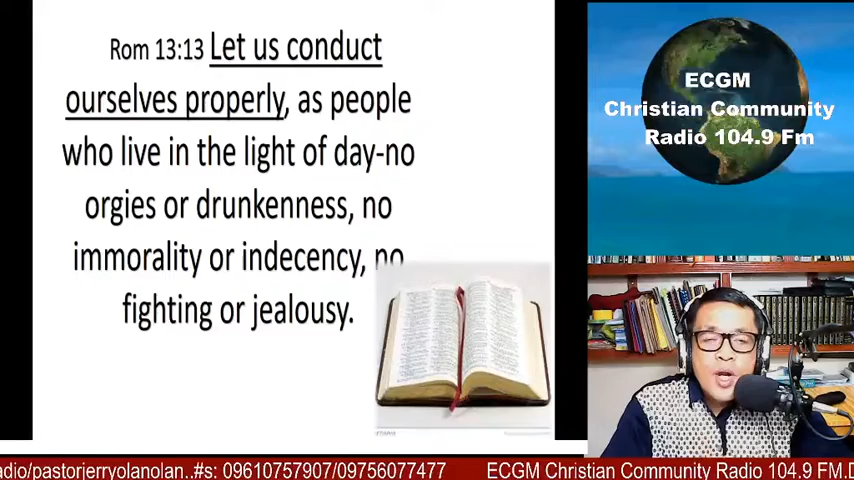 Rom 13:13 Let us conduct
ourselves properly, as people
who live in the light of day-no
orgies or drunkenness, no
immorality or indecency, no
fighting or jealousy.
ECGM
Christian Community
Radio 104.9 Fm
adio/pastorjerryolanolan..#s: 09610757907/09756077477 ECGM Christian Community Radio 104.9 FM.D